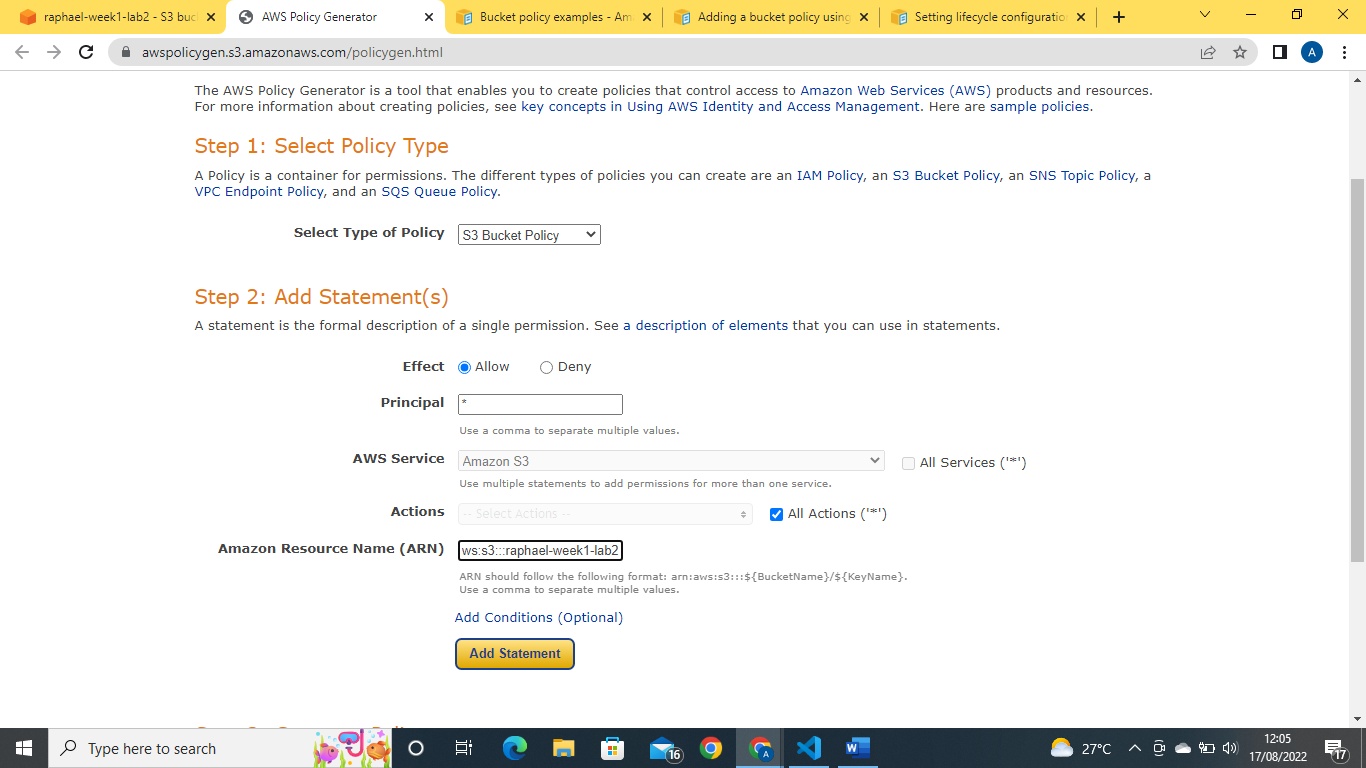 raphael-week1-lab2 - S3 buc
AWS Policy Generator
Bucket policy examples - Am
Adding a bucket policy using
Setting lifecycle configuratio
awspolicygen.s3.amazonaws.com/policygen.html
A
The AWS Policy Generator is a tool that enables you to create policies that control access to Amazon Web Services (AWS) products and resources.
For more information about creating policies, see key concepts in Using AWS Identity and Access Management. Here are sample policies.
Step 1: Select Policy Type
A Policy is a container for permissions. The different types of policies you can create are an IAM Policy, an S3 Bucket Policy, an SNS Topic Policy, a
VPC Endpoint Policy, and an SQS Queue Policy.
Select Type of Policy S3 Bucket Policy
Step 2: Add Statement(s)
A statement is the formal description of a single permission. See a description of elements that you can use in statements.
Effect Allow Deny
Principal *
Use a comma to separate multiple values.
AWS Service Amazon S3 All Services ('*')
Use multiple statements to add permissions for more than one service.
Actions -- Select Actions -- All Actions ('*')
Amazon Resource Name (ARN) ws:s3:::raphael-week1-lab2
ARN should follow the following format: arn:aws:s3:::${BucketName}/${KeyName}.
Use a comma to separate multiple values.
Add Conditions (Optional)
Add Statement
Type here to search
16
A
W
27°C
12:05
17/08/2022
17